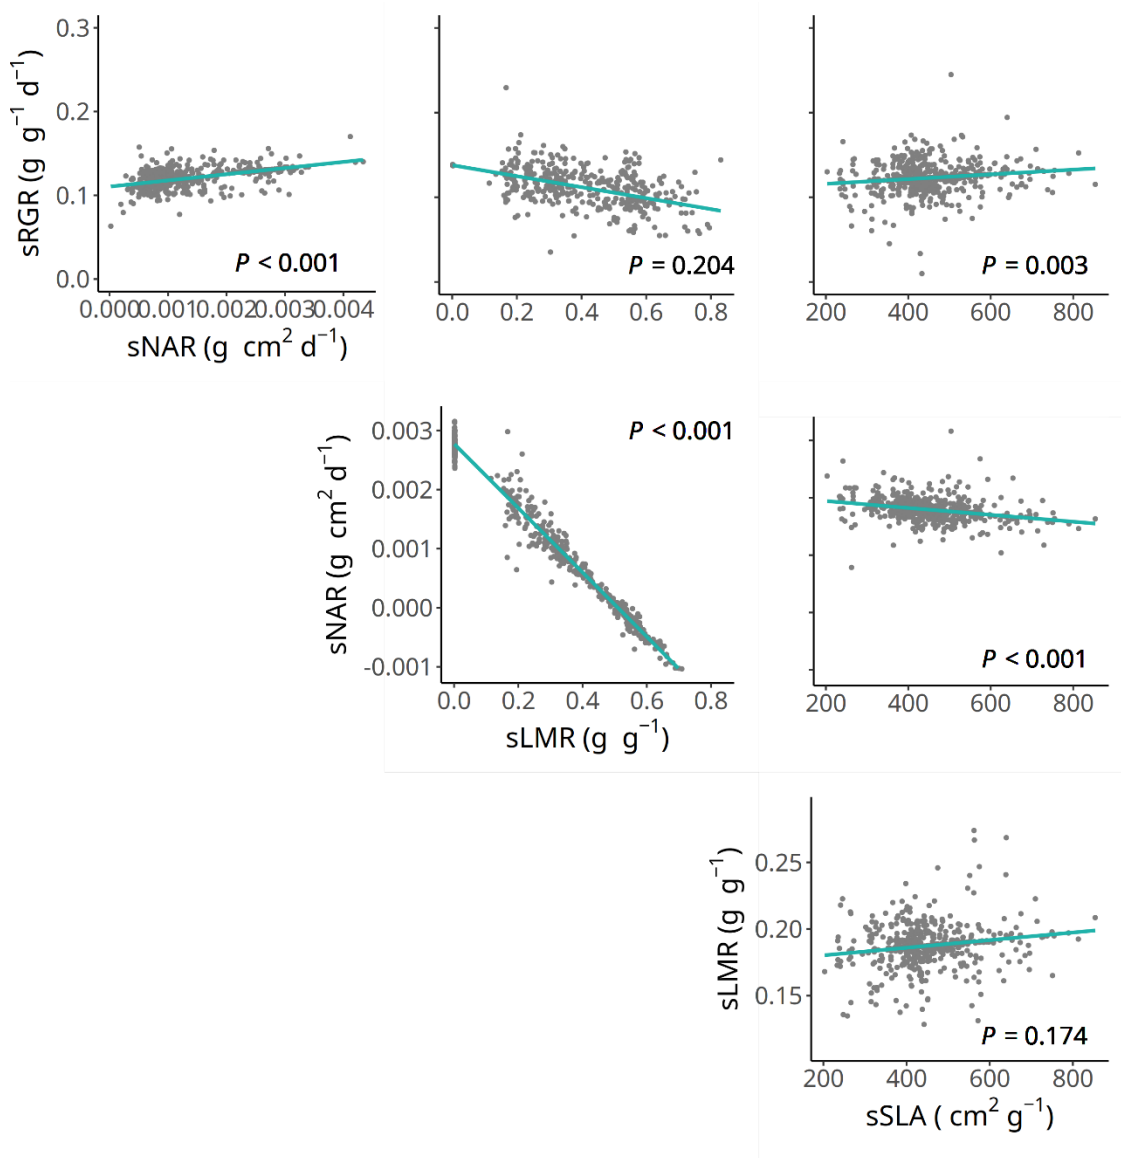 0.3
0.2
0.1
0.0
sRGR (g g⁻¹ d⁻¹)
P < 0.001
P = 0.204
P = 0.003
0.000 0.001 0.002 0.003 0.004
0.0 0.2 0.4 0.6 0.8
200 400 600 800
sNAR (g cm² d⁻¹)
0.003
0.002
0.001
0.000
-0.001
sNAR (g cm² d⁻¹)
P < 0.001
P < 0.001
0.0 0.2 0.4 0.6 0.8
200 400 600 800
sLMR (g g⁻¹)
0.25
0.20
0.15
sLMR (g g⁻¹)
P = 0.174
200 400 600 800
sSLA ( cm² g⁻¹)